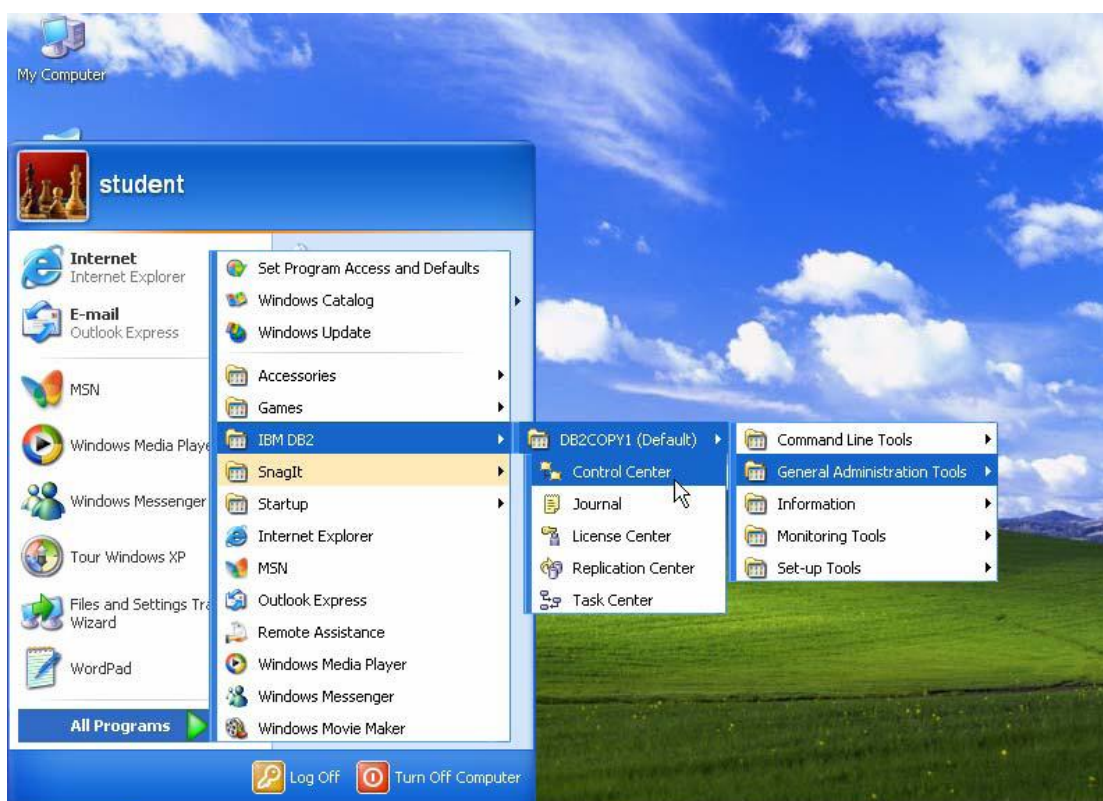 My Computer
student
Internet
Internet Explorer
E-mail
Outlook Express
MSN
Windows Media Playe
Windows Messenger
Tour Windows XP
Files and Settings Tra
Wizard
WordPad
All Programs
Set Program Access and Defaults
Windows Catalog
Windows Update
Accessories
Games
IBM DB2
SnagIt
Startup
Internet Explorer
MSN
Outlook Express
Remote Assistance
Windows Media Player
Windows Messenger
Windows Movie Maker
DB2COPY1 (Default)
Control Center
Journal
License Center
Replication Center
Task Center
Command Line Tools
General Administration Tools
Information
Monitoring Tools
Set-up Tools
Log Off
Turn Off Computer